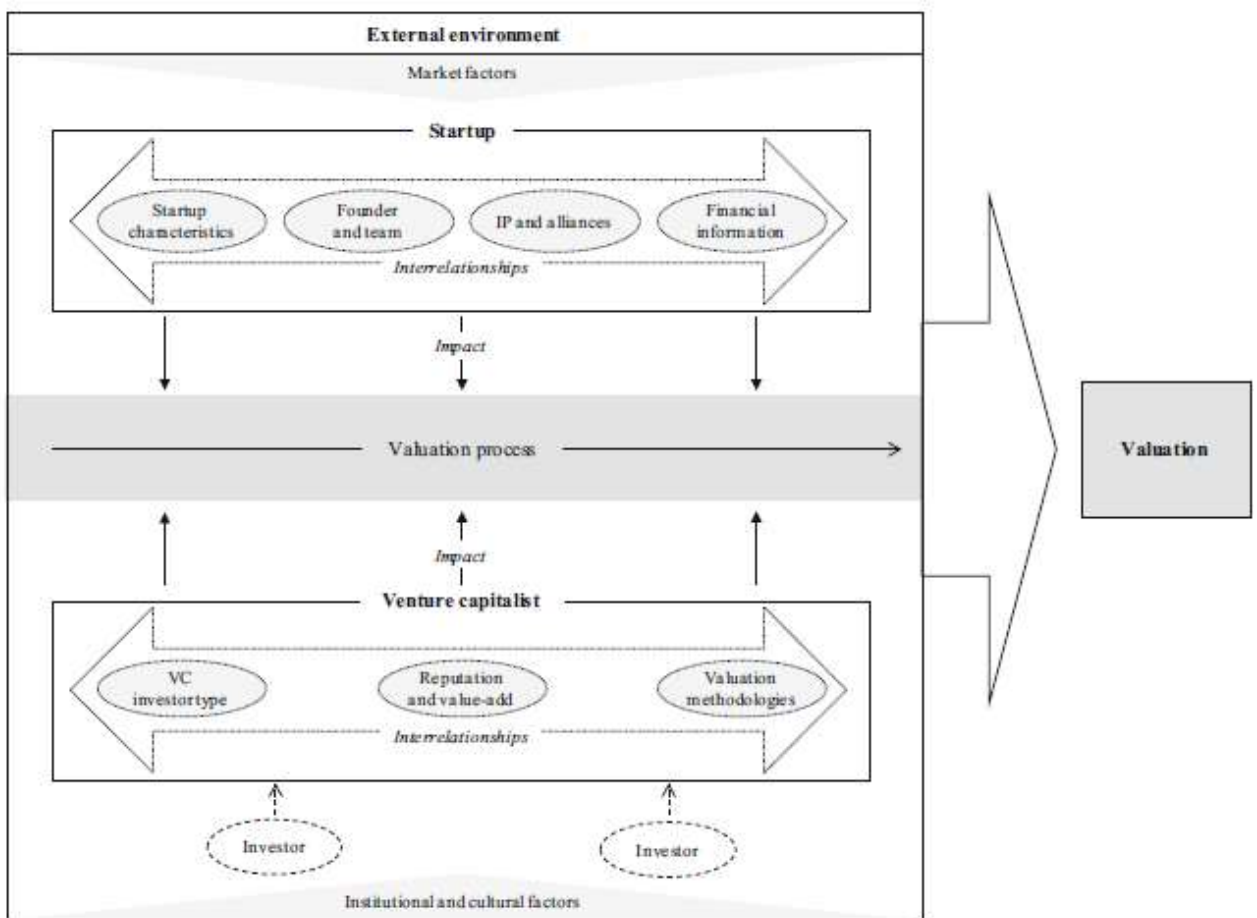 External environment
Market factors
Startup
Startup
characteristics
Founder
and team
IP and alliances
Financial
information
Interrelationships
Impact
Valuation process
Valuation
Impact
Venture capitalist
VC
investor type
Reputation
and value-add
Valuation
methodologies
Interrelationships
Investor
Investor
Institutional and cultural factors